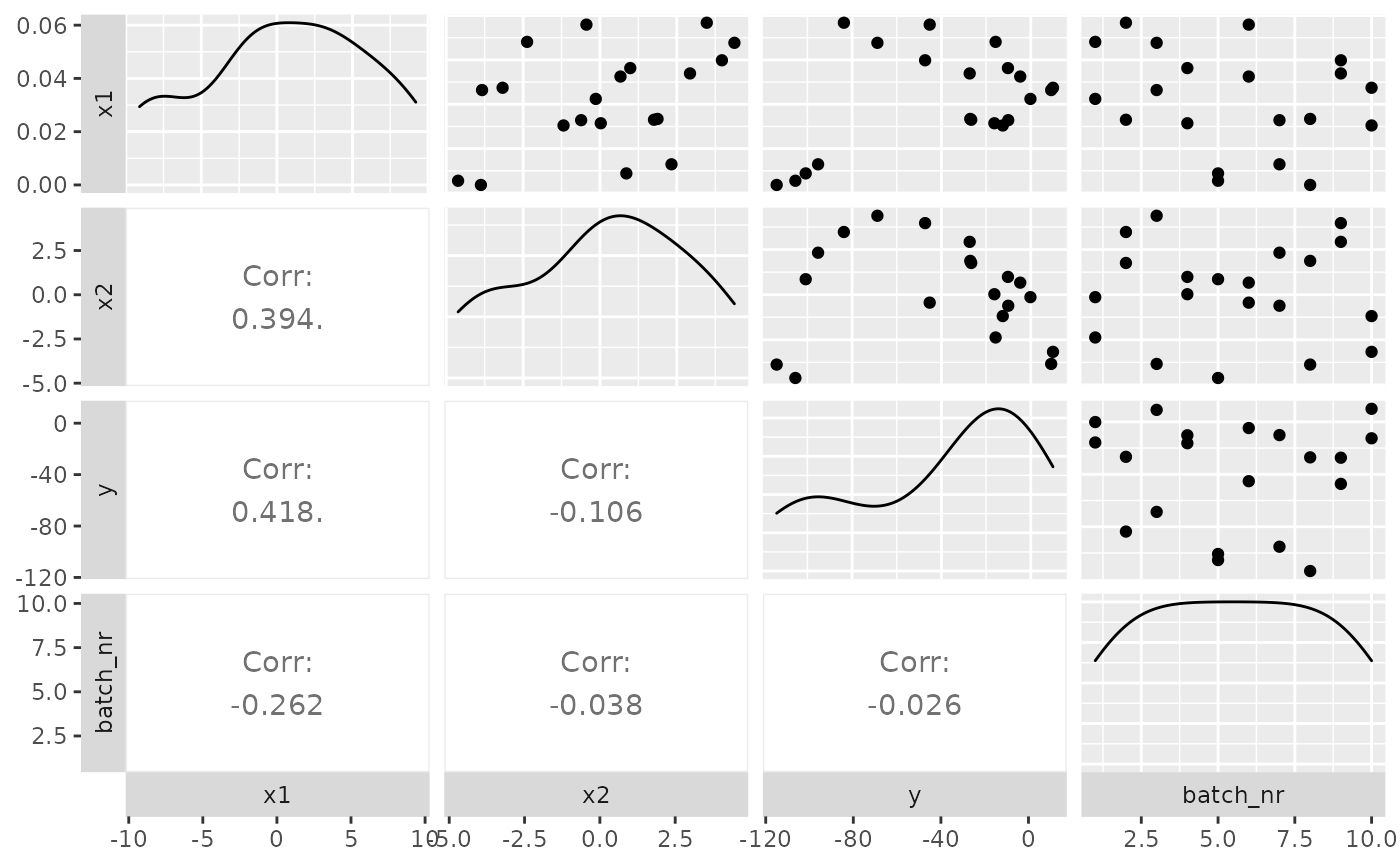 0.06
0.04
0.02
0.00
x1
2.5
0.0
-2.5
-5.0
x2
Corr:
0.394.
0
-40
-80
-120
y
Corr:
0.418.
Corr:
-0.106
10.0
7.5
5.0
2.5
batch_nr
Corr:
-0.262
Corr:
-0.038
Corr:
-0.026
x1 x2 y batch_nr
-10 -5 0 5 10 -5.0 -2.5 0.0 2.5 -120 -80 -40 0 2.5 5.0 7.5 10.0